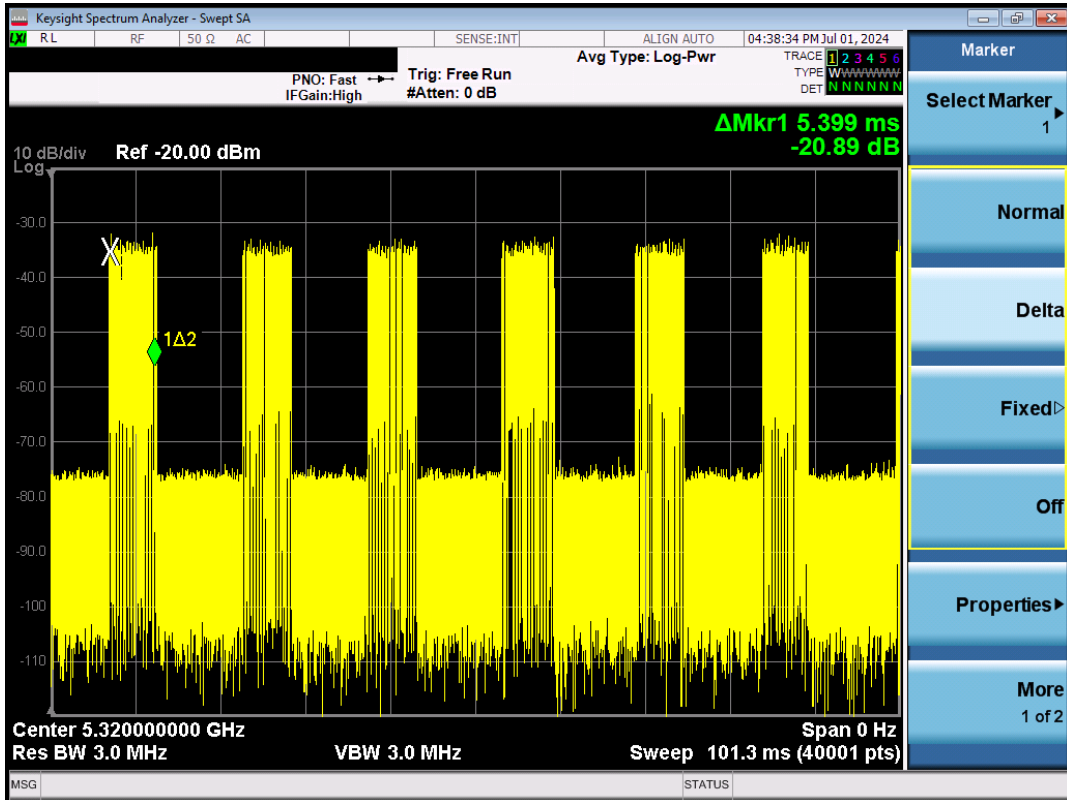 Keysight Spectrum Analyzer - Swept SA
LXI RL RF 50 Ω AC SENSE:INT ALIGN AUTO 04:38:34 PM Jul 01, 2024
Marker
Avg Type: Log-Pwr TRACE 1 2 3 4 5 6
PNO: Fast Trig: Free Run TYPE WWWWWW
IFGain:High #Atten: 0 dB DET N N N N N N
Select Marker
1
ΔMkr1 5.399 ms
-20.89 dB
10 dB/div Ref -20.00 dBm
Log
Normal
-30.0
X
-40.0
Delta
-50.0
1Δ2
-60.0
Fixed
-70.0
-80.0
Off
-90.0
-100
Properties
-110
More
1 of 2
Center 5.320000000 GHz Span 0 Hz
Res BW 3.0 MHz VBW 3.0 MHz Sweep 101.3 ms (40001 pts)
MSG STATUS